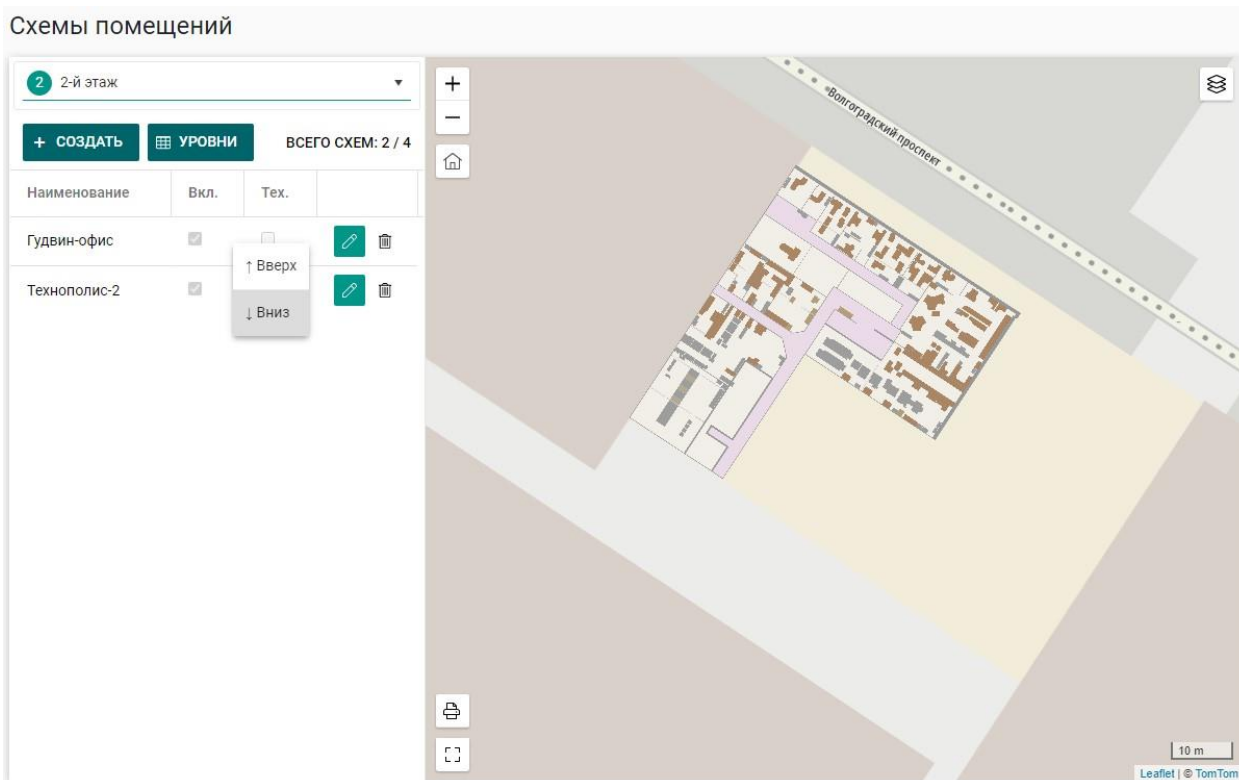 Схемы помещений
2 2-й этаж
+ СОЗДАТЬ
УРОВНИ
ВСЕГО СХЕМ: 2 / 4
Наименование Вкл. Тех.
Гудвин-офис
↑ Вверх
Технополис-2
↓ Вниз
+
−
Волгоградский проспект
10 m
Leaflet | © TomTom